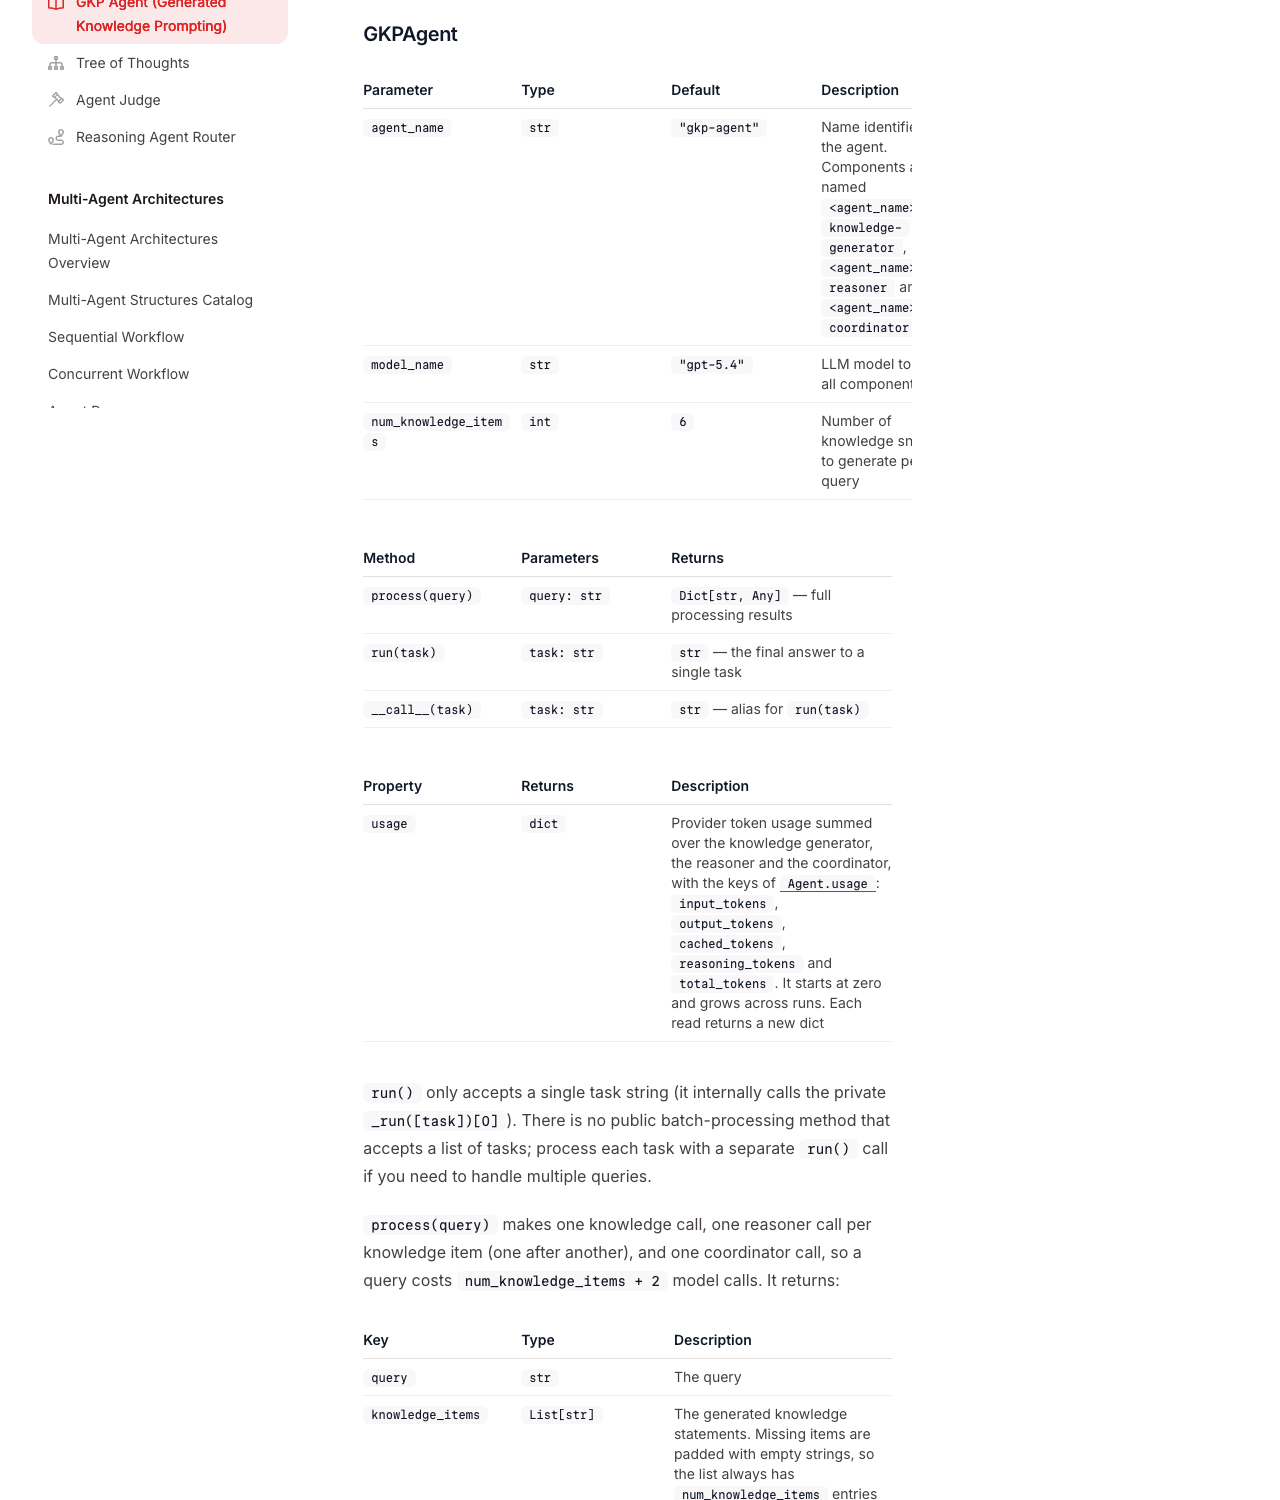 GKP Agent (Generated
Knowledge Prompting)
Tree of Thoughts
Agent Judge
Reasoning Agent Router
Multi-Agent Architectures
Multi-Agent Architectures
Overview
Multi-Agent Structures Catalog
Sequential Workflow
Concurrent Workflow
GKPAgent
Parameter Type Default Description
agent_name str "gkp-agent" Name identifie
the agent.
Components a
named
<agent_name>
knowledge-
generator ,
<agent_name>
reasoner an
<agent_name>
coordinator
model_name str "gpt-5.4" LLM model to
all component
num_knowledge_item int 6 Number of
s knowledge sn
to generate pe
query
Method Parameters Returns
process(query) query: str Dict[str, Any] — full
processing results
run(task) task: str str — the final answer to a
single task
__call__(task) task: str str — alias for run(task)
Property Returns Description
usage dict Provider token usage summed
over the knowledge generator,
the reasoner and the coordinator,
with the keys of Agent.usage :
input_tokens ,
output_tokens ,
cached_tokens ,
reasoning_tokens and
total_tokens . It starts at zero
and grows across runs. Each
read returns a new dict
run() only accepts a single task string (it internally calls the private
_run([task])[0] ). There is no public batch-processing method that
accepts a list of tasks; process each task with a separate run() call
if you need to handle multiple queries.
process(query) makes one knowledge call, one reasoner call per
knowledge item (one after another), and one coordinator call, so a
query costs num_knowledge_items + 2 model calls. It returns:
Key Type Description
query str The query
knowledge_items List[str] The generated knowledge
statements. Missing items are
padded with empty strings, so
the list always has
num_knowledge_items entries